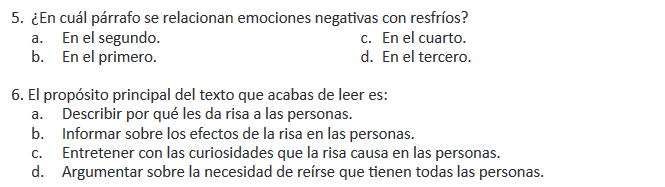 5. ¿En cuál párrafo se relacionan emociones negativas con resfríos?
a. En el segundo. c. En el cuarto.
b. En el primero. d. En el tercero.
6. El propósito principal del texto que acabas de leer es:
a. Describir por qué les da risa a las personas.
b. Informar sobre los efectos de la risa en las personas.
c. Entretener con las curiosidades que la risa causa en las personas.
d. Argumentar sobre la necesidad de reírse que tienen todas las personas.